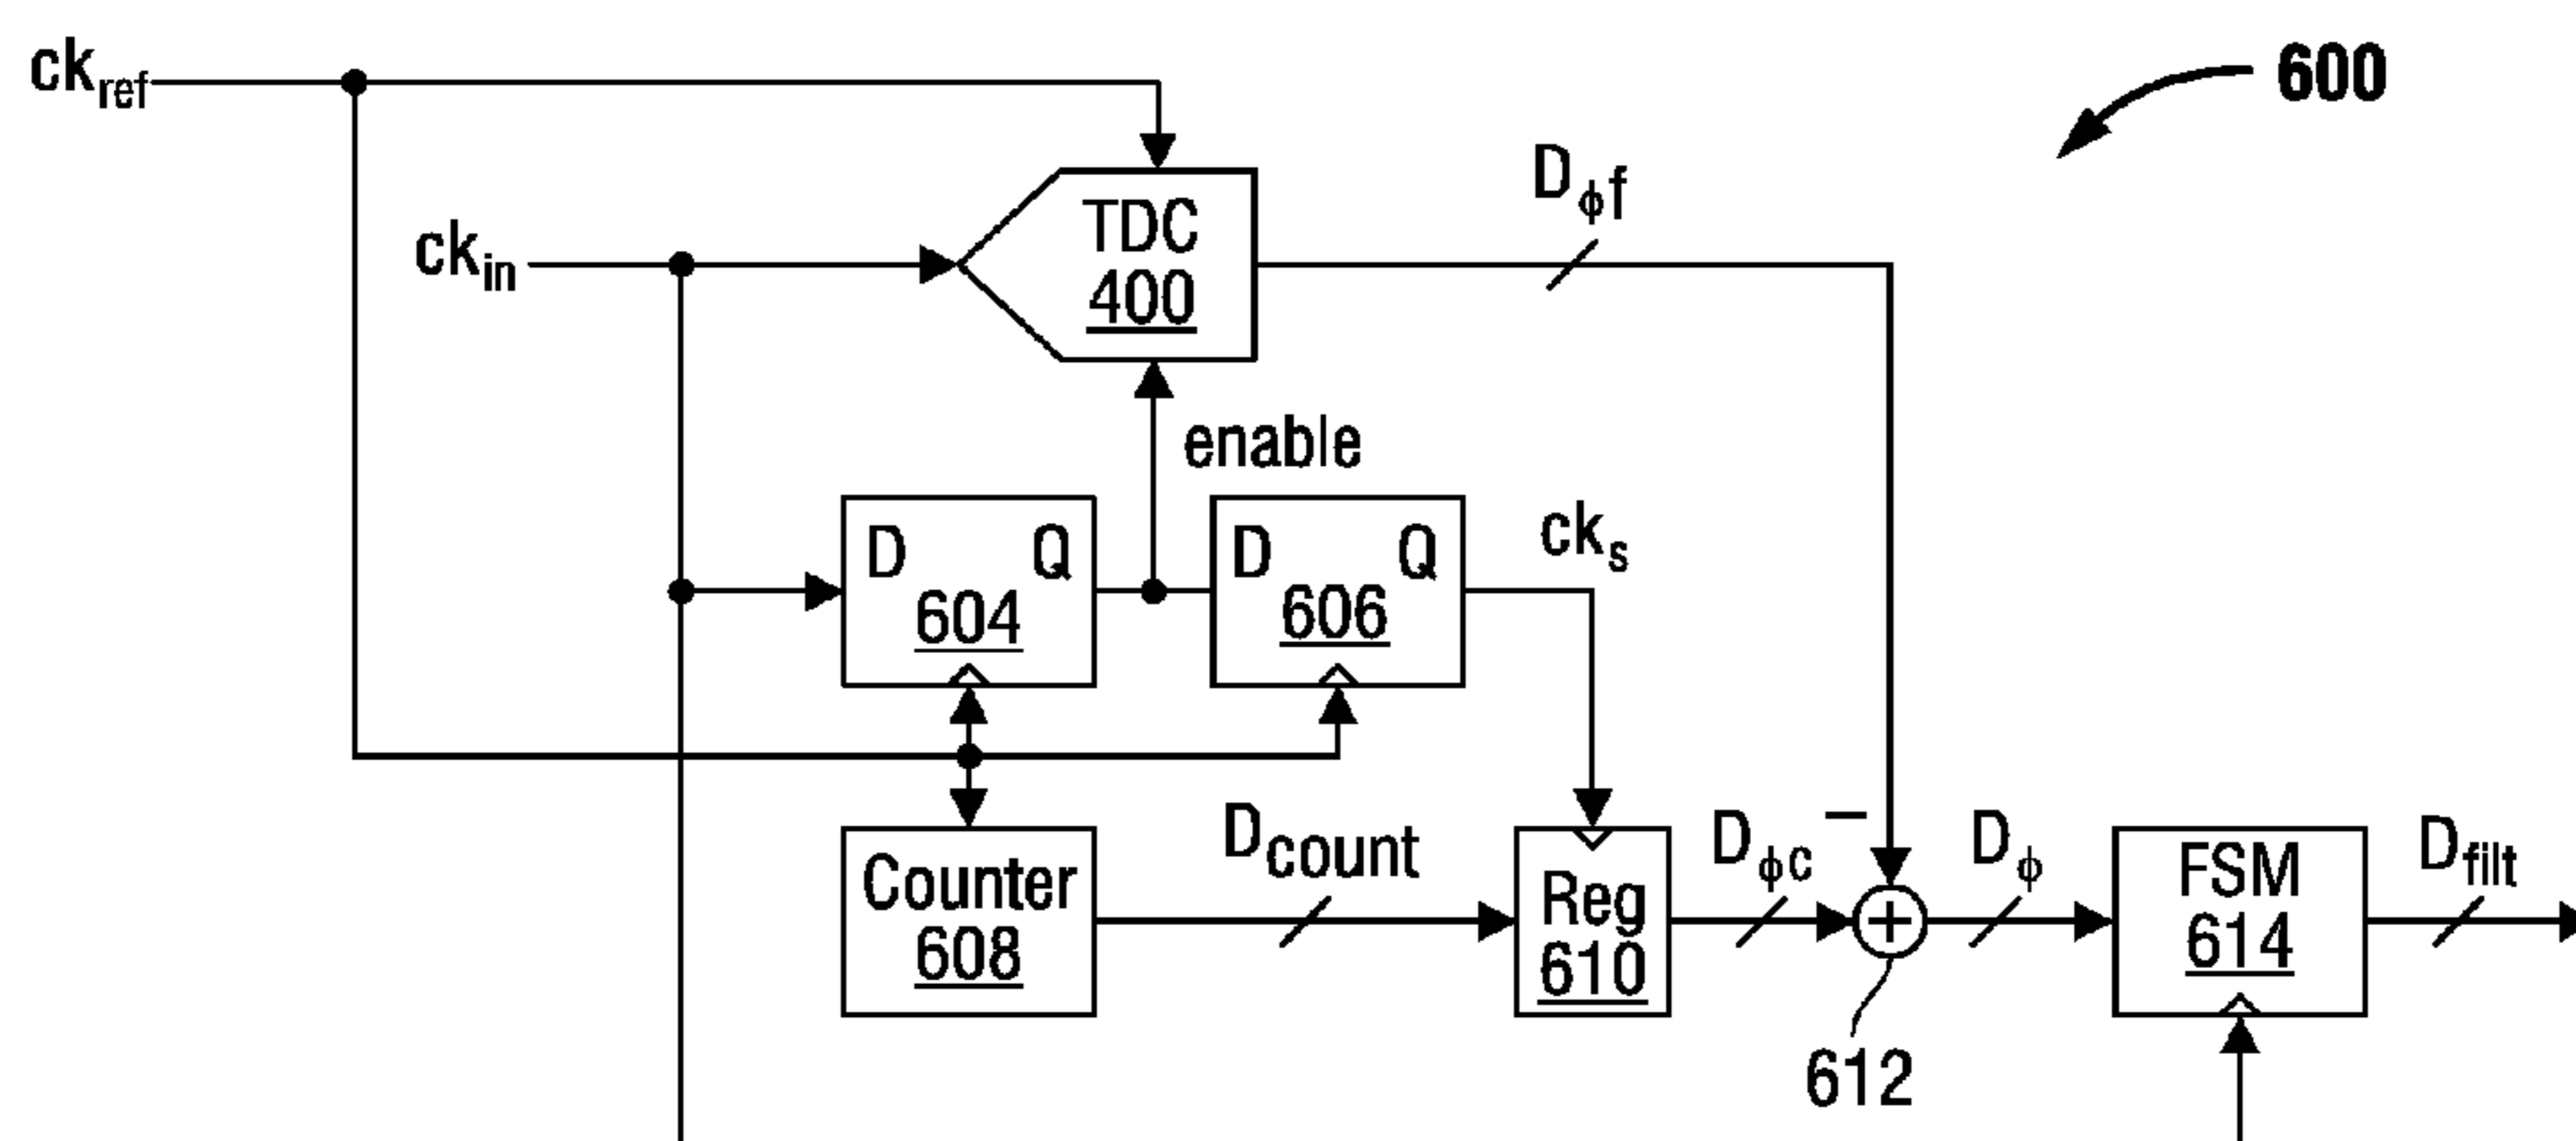 ck_ref
600
ck_in
TDC
400
D_ϕf
enable
D Q
604
D Q
606
ck_s
Counter
608
D_count
Reg
610
D_ϕc
−
+
612
D_ϕ
FSM
614
D_filt